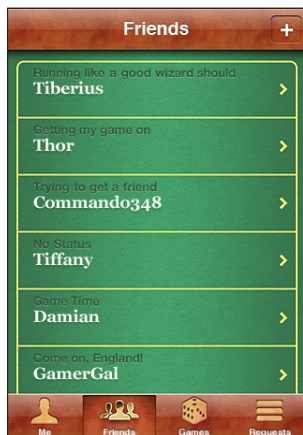 Friends
+
Running like a good wizard should
Tiberius
Getting my game on
Thor
Trying to get a friend
Commando348
No Status
Tiffany
Game Time
Damian
Come on, England!
GamerGal
Me Friends Games Requests